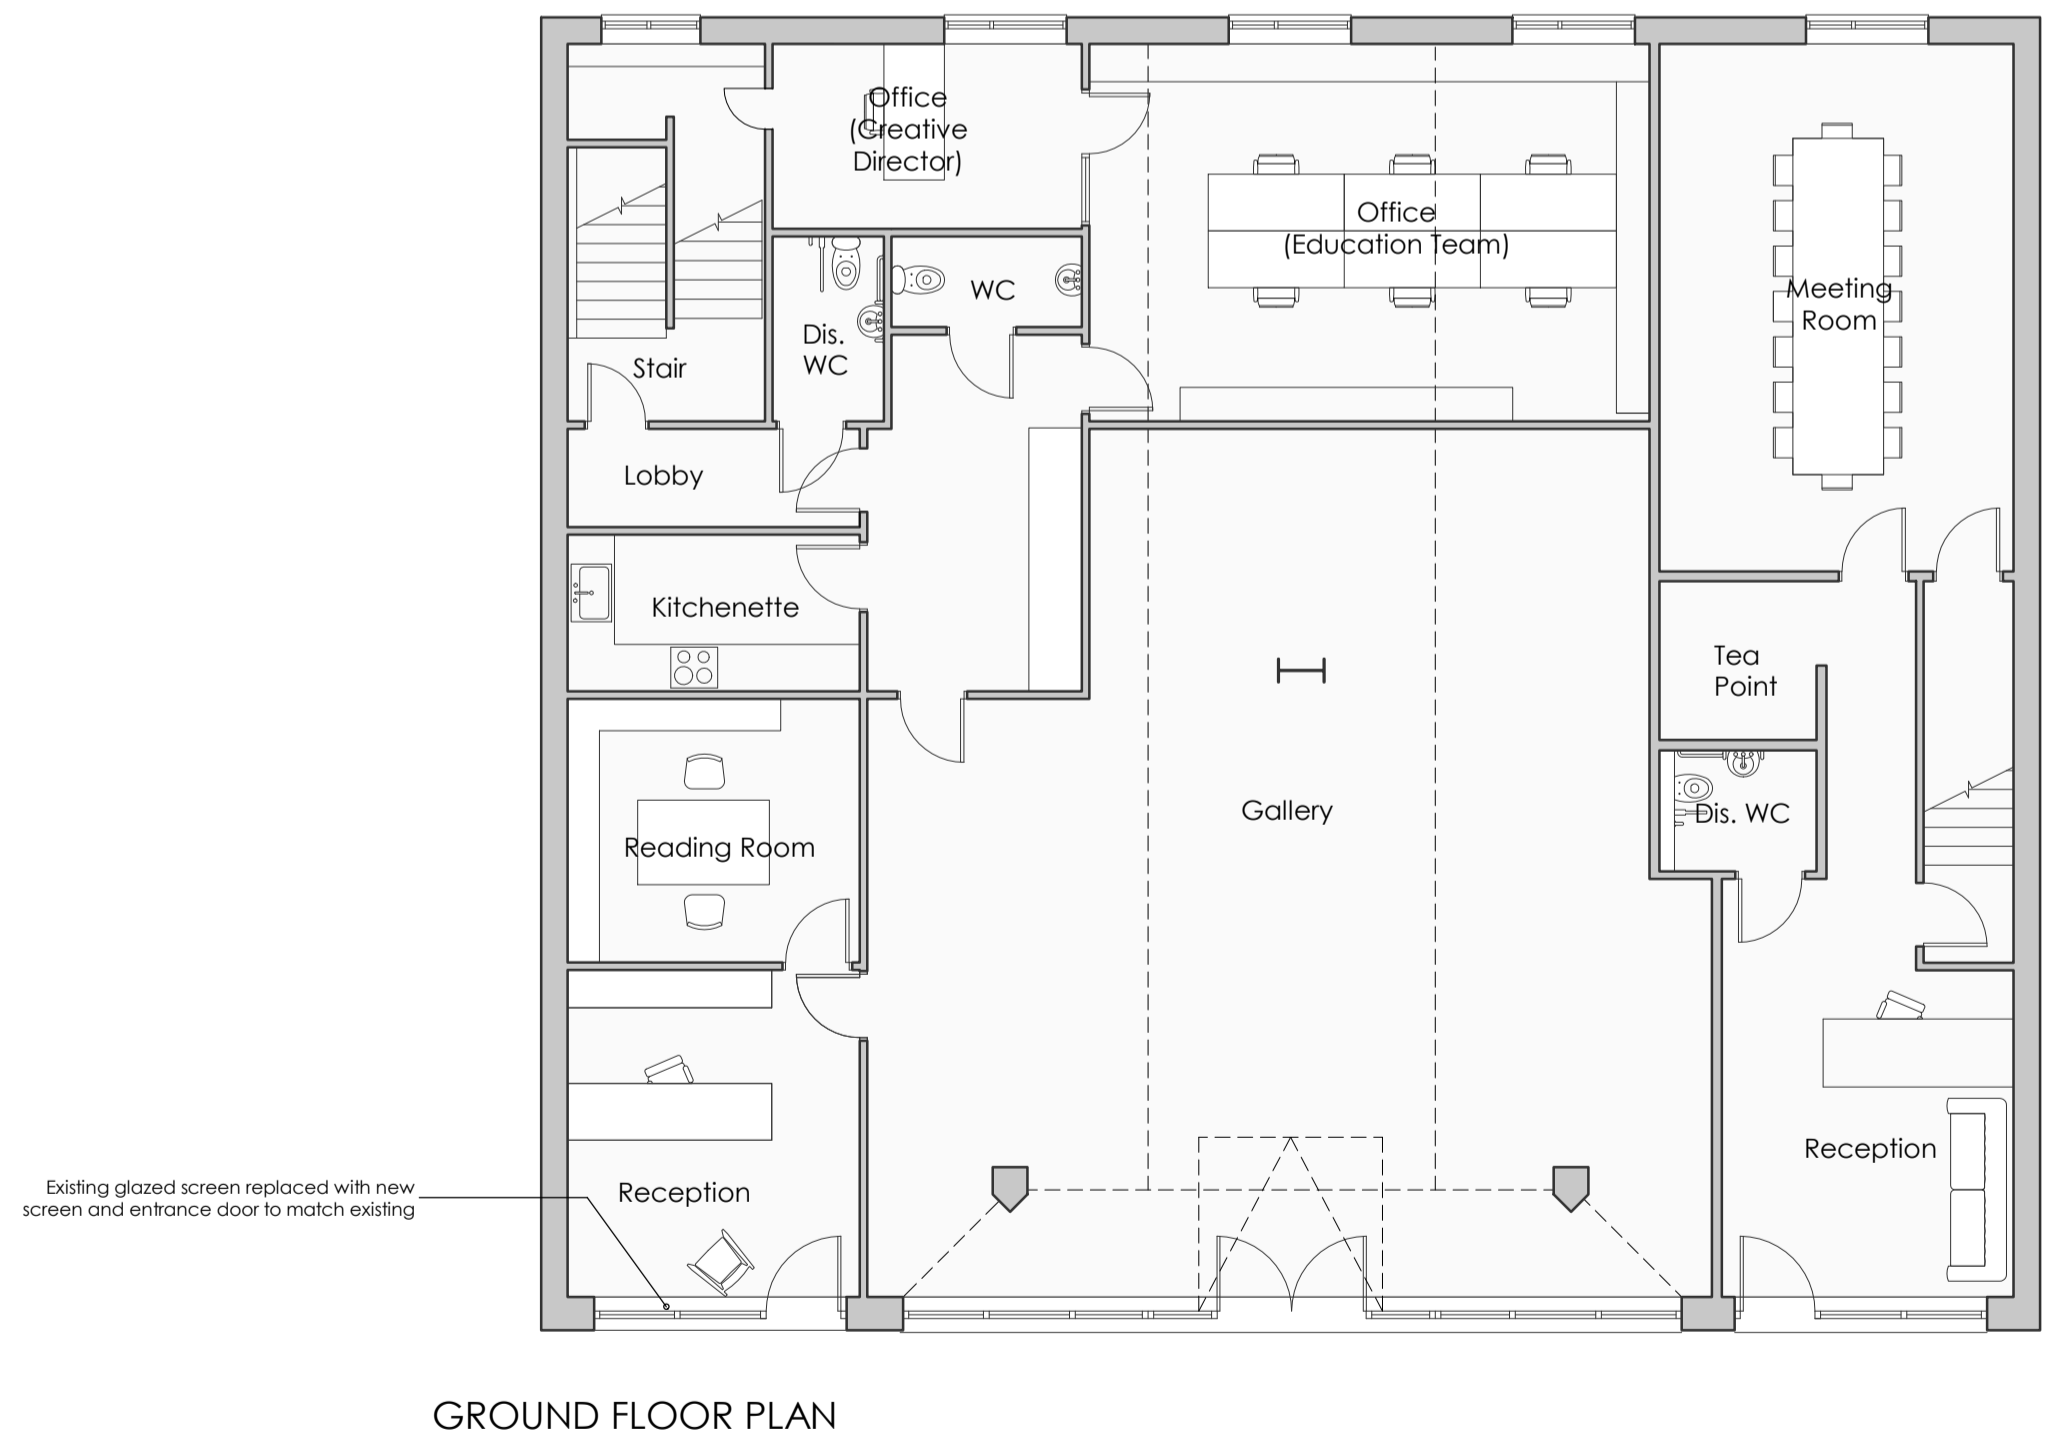 Office
(Creative
Director)
Office
(Education Team)
Meeting
Room
WC
Dis.
WC
Stair
Lobby
Kitchenette
Tea
Point
Gallery
Dis. WC
Reading Room
Reception
Reception
Existing glazed screen replaced with new
screen and entrance door to match existing
GROUND FLOOR PLAN